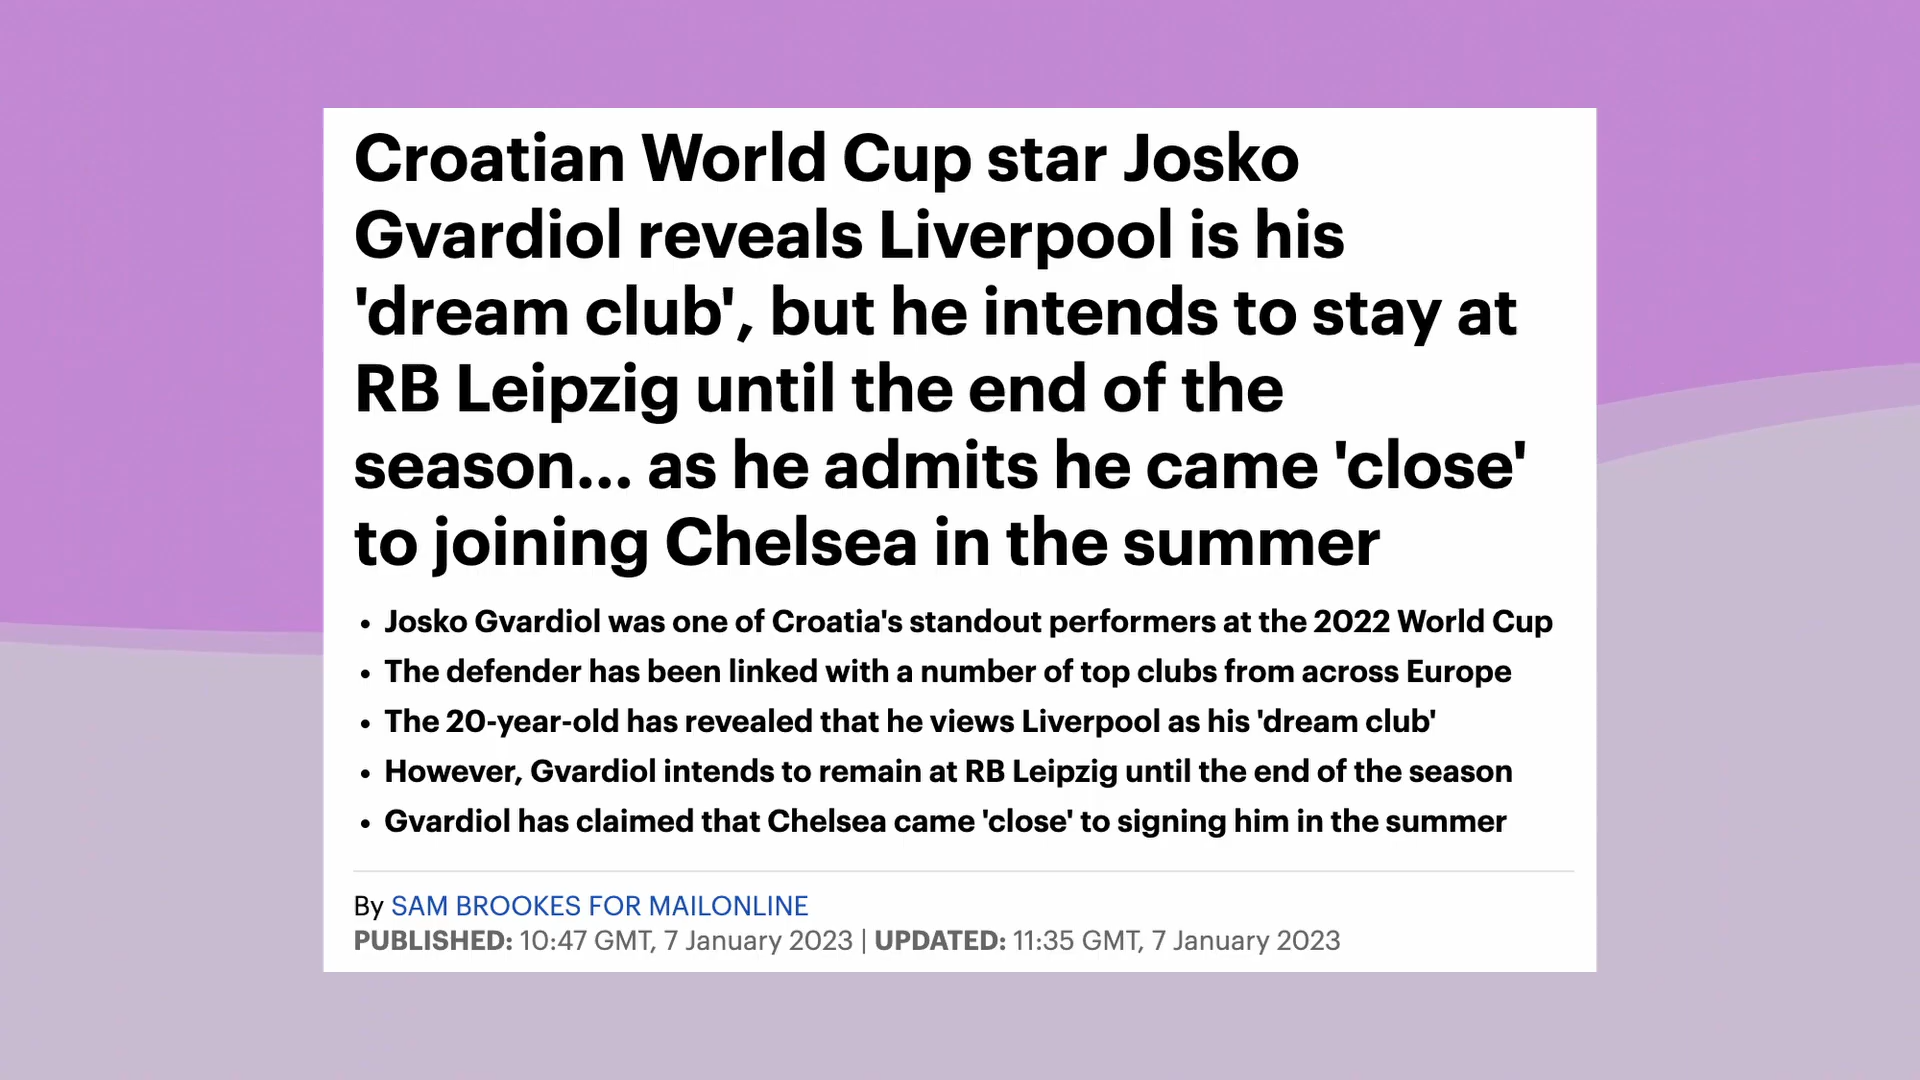 Croatian World Cup star Josko
Gvardiol reveals Liverpool is his
'dream club', but he intends to stay at
RB Leipzig until the end of the
season... as he admits he came 'close'
to joining Chelsea in the summer
• Josko Gvardiol was one of Croatia's standout performers at the 2022 World Cup
• The defender has been linked with a number of top clubs from across Europe
• The 20-year-old has revealed that he views Liverpool as his 'dream club'
• However, Gvardiol intends to remain at RB Leipzig until the end of the season
• Gvardiol has claimed that Chelsea came 'close' to signing him in the summer
By SAM BROOKES FOR MAILONLINE
PUBLISHED: 10:47 GMT, 7 January 2023 | UPDATED: 11:35 GMT, 7 January 2023